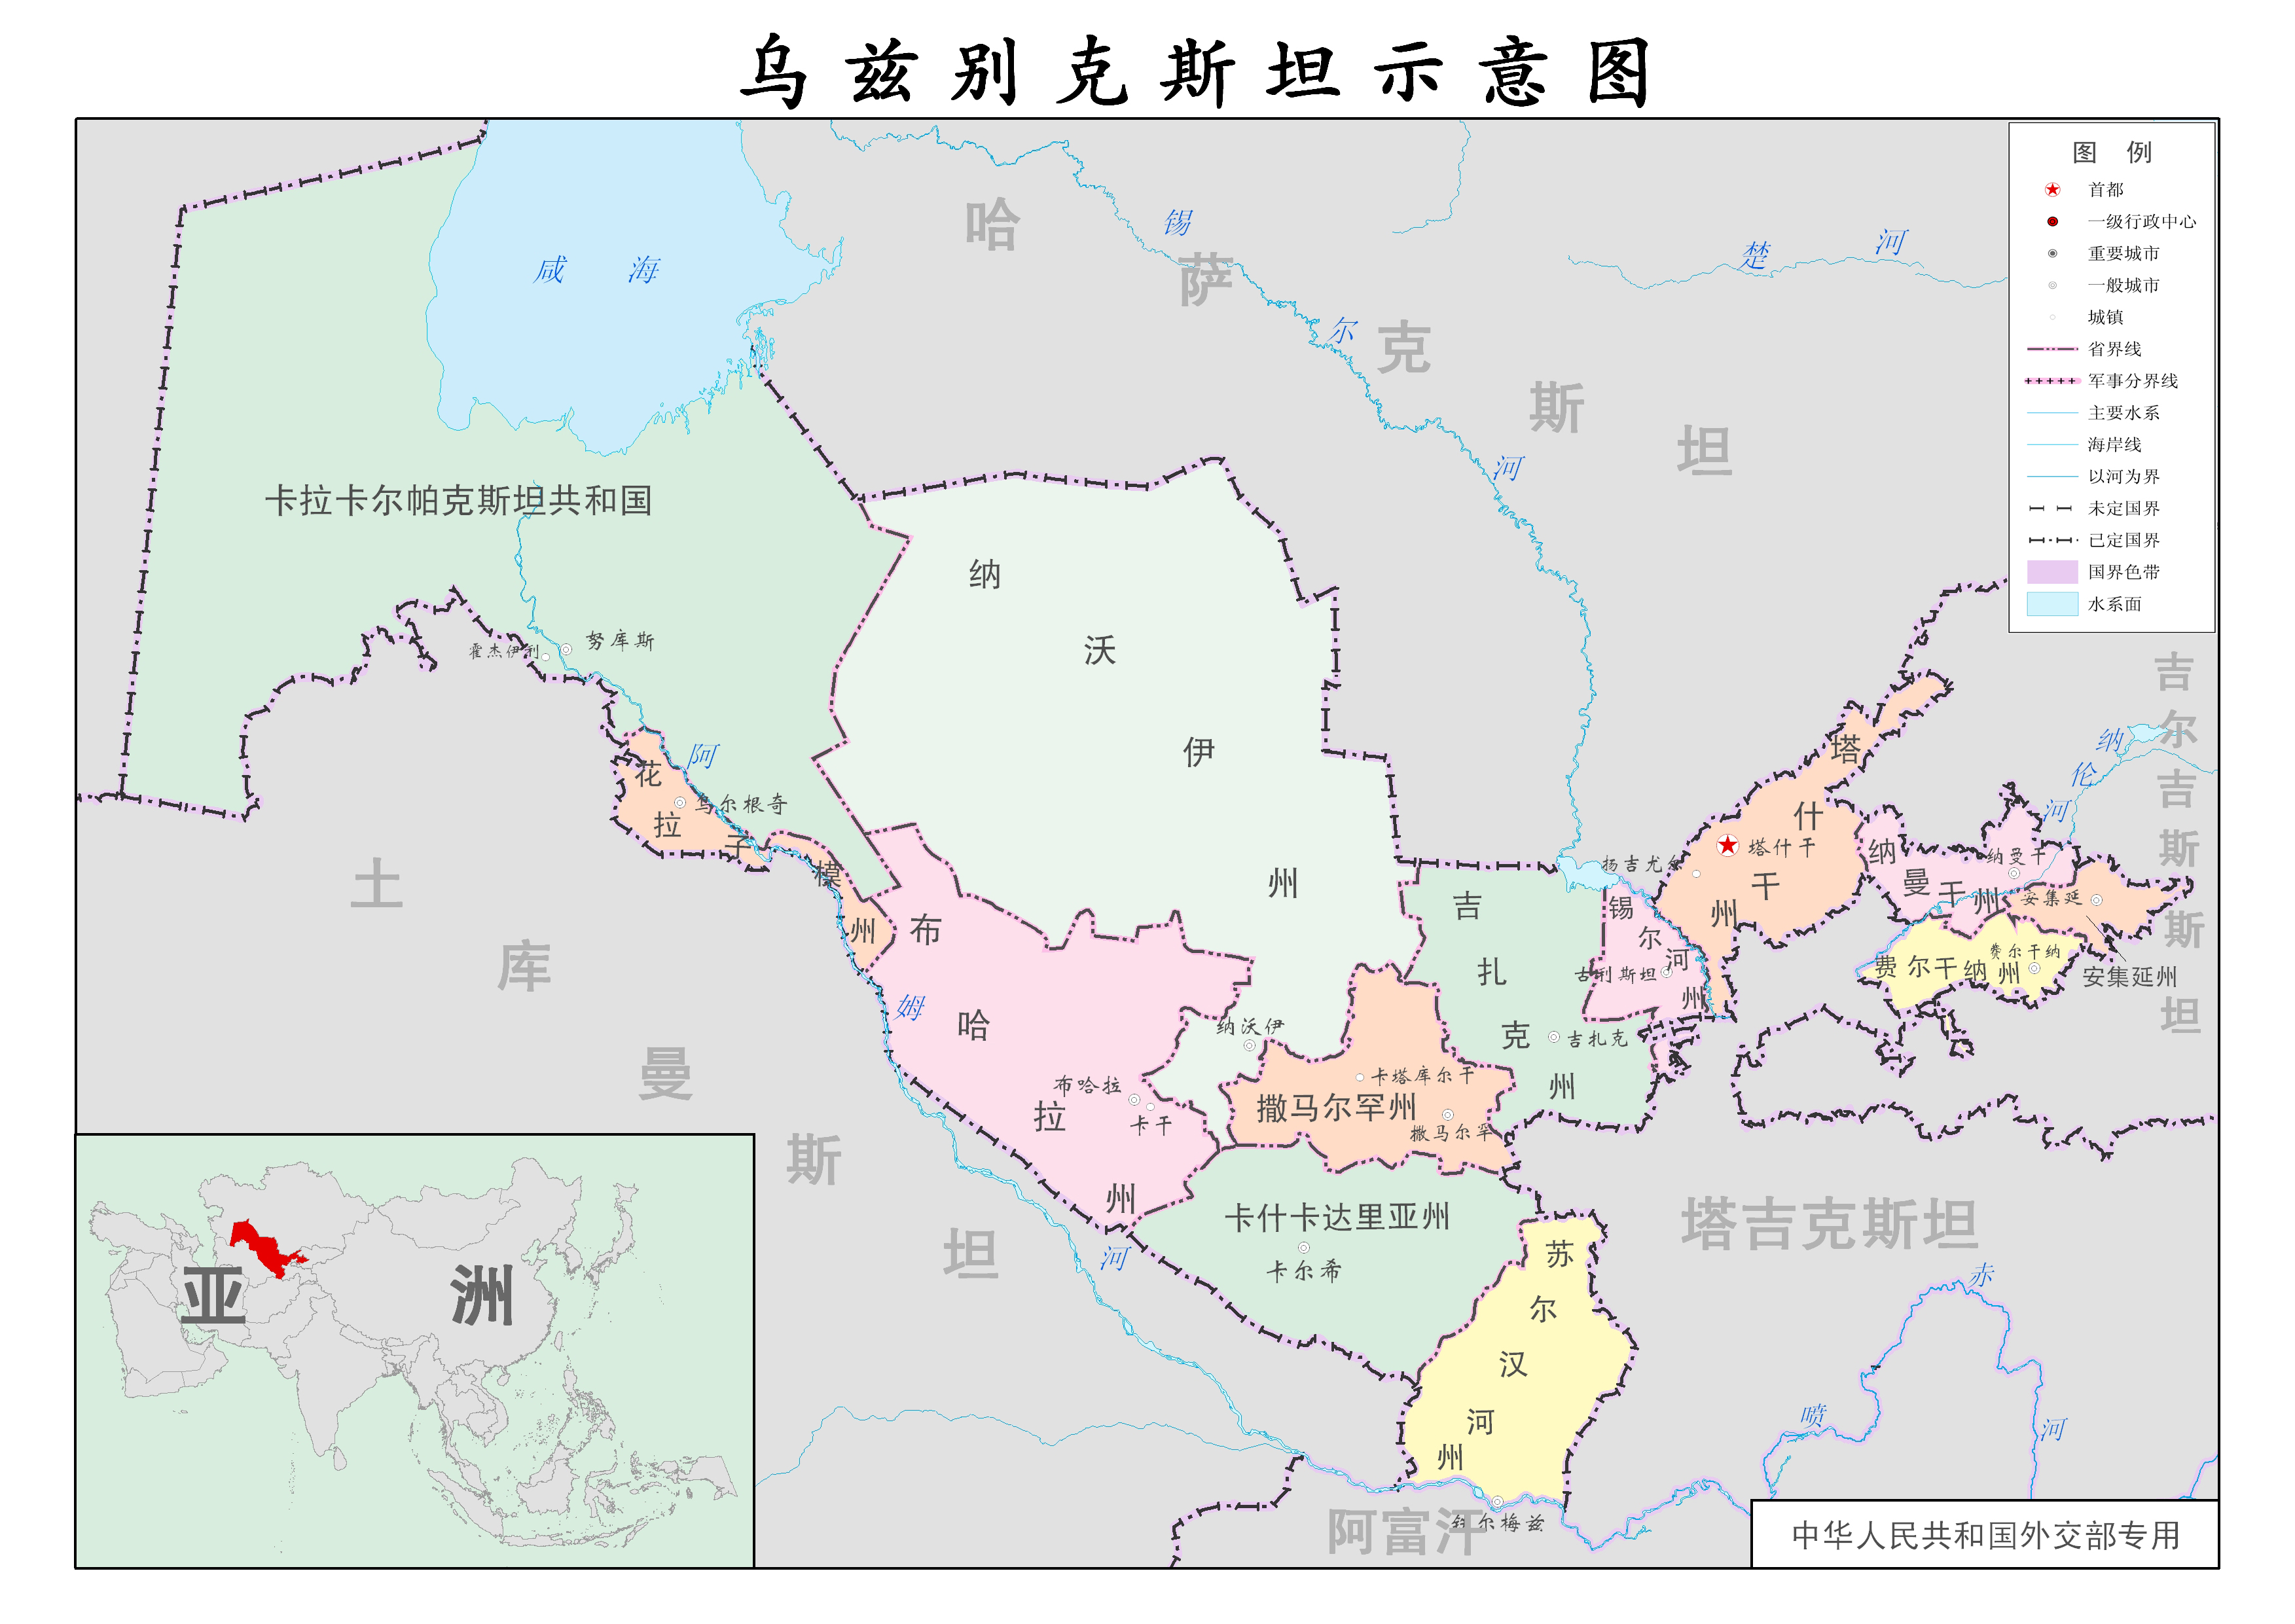 乌兹别克斯坦示意图
图 例
首都
一级行政中心
重要城市
一般城市
城镇
省界线
军事分界线
主要水系
海岸线
以河为界
未定国界
已定国界
国界色带
水系面
哈萨克斯坦
锡尔河
楚河
咸海
卡拉卡尔帕克斯坦共和国
努库斯
霍杰伊利
纳沃伊州
吉尔吉斯斯坦
纳伦河
花拉子模州
乌尔根奇
阿姆河
塔什干州
塔什干
扬吉尤尔
纳曼干州
纳曼干
安集延
安集延州
费尔干纳州
费尔干纳
土库曼斯坦
布哈拉州
布哈拉
卡干
纳沃伊
吉扎克州
吉扎克
锡尔河州
古利斯坦
卡塔库尔干
撒马尔罕州
撒马尔罕
卡什卡达里亚州
卡尔希
苏尔汉河州
铁尔梅兹
塔吉克斯坦
喷赤河
阿富汗
亚洲
中华人民共和国外交部专用